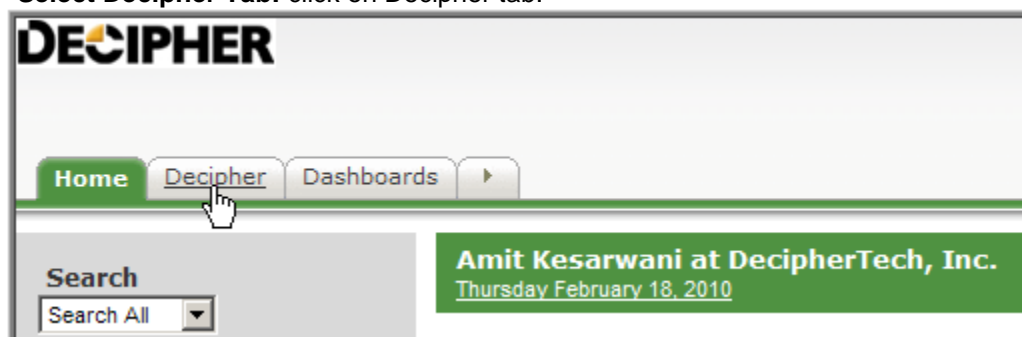 Select Decipher Tab: click on Decipher tab.
DECIPHER
Home Decipher Dashboards
Search
Search All
Amit Kesarwani at DecipherTech, Inc.
Thursday February 18, 2010